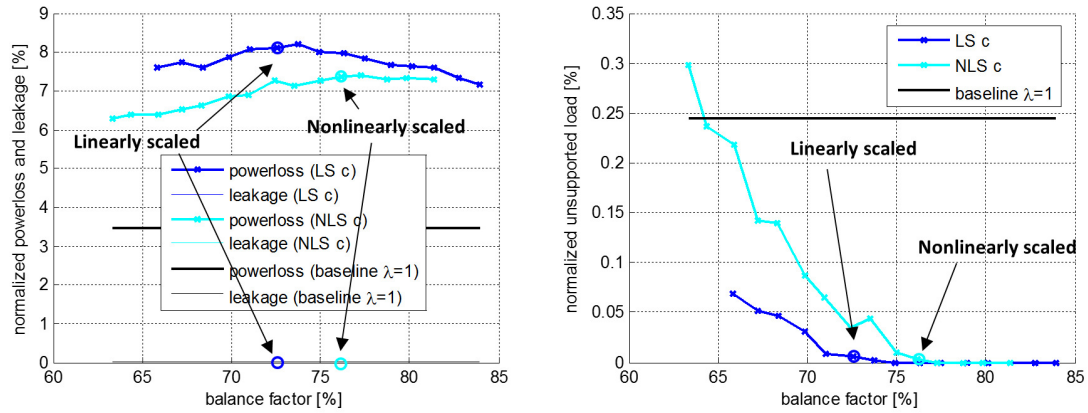 9
8
7
6
5
4
3
2
1
0
60
65
70
75
80
85
normalized powerloss and leakage [%]
balance factor [%]
Linearly scaled
Nonlinearly scaled
powerloss (LS c)
leakage (LS c)
powerloss (NLS c)
leakage (NLS c)
powerloss (baseline λ=1)
leakage (baseline λ=1)
0.35
0.3
0.25
0.2
0.15
0.1
0.05
0
60
65
70
75
80
85
normalized unsupported load [%]
balance factor [%]
LS c
NLS c
baseline λ=1
Linearly scaled
Nonlinearly scaled